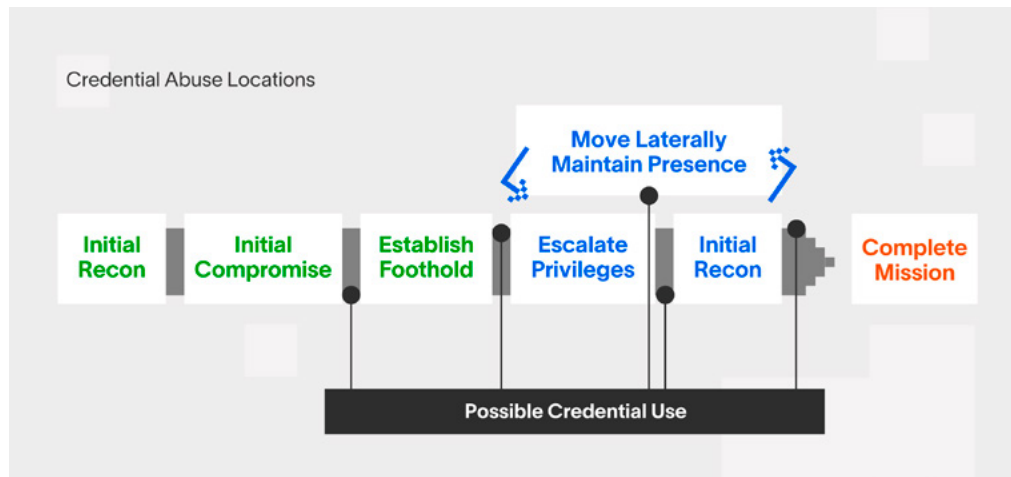 Credential Abuse Locations
Move Laterally
Maintain Presence
Initial
Recon
Initial
Compromise
Establish
Foothold
Escalate
Privileges
Initial
Recon
Complete
Mission
Possible Credential Use